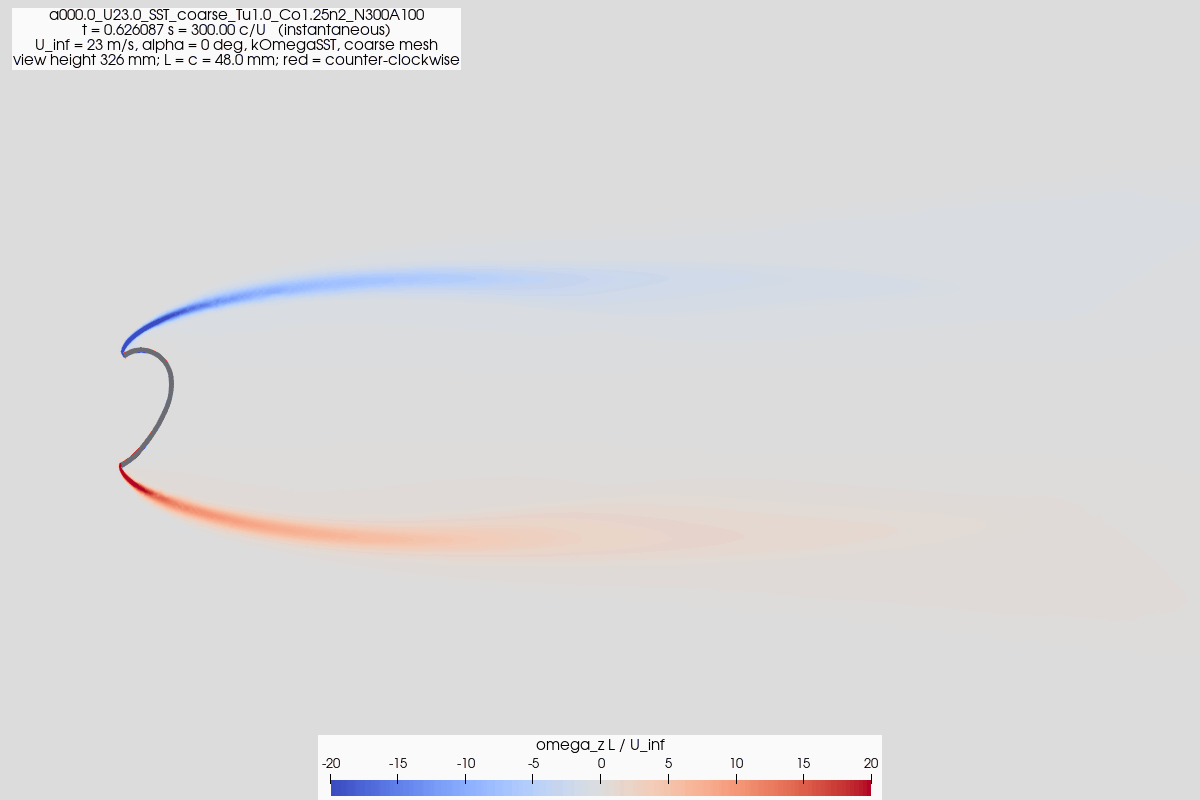 a000.0_U23.0_SST_coarse_Tu1.0_Co1.25n2_N300A100
t = 0.626087 s = 300.00 c/U (instantaneous)
U_inf = 23 m/s, alpha = 0 deg, kOmegaSST, coarse mesh
view height 326 mm; L = c = 48.0 mm; red = counter-clockwise
omega_z L / U_inf
-20 -15 -10 -5 0 5 10 15 20